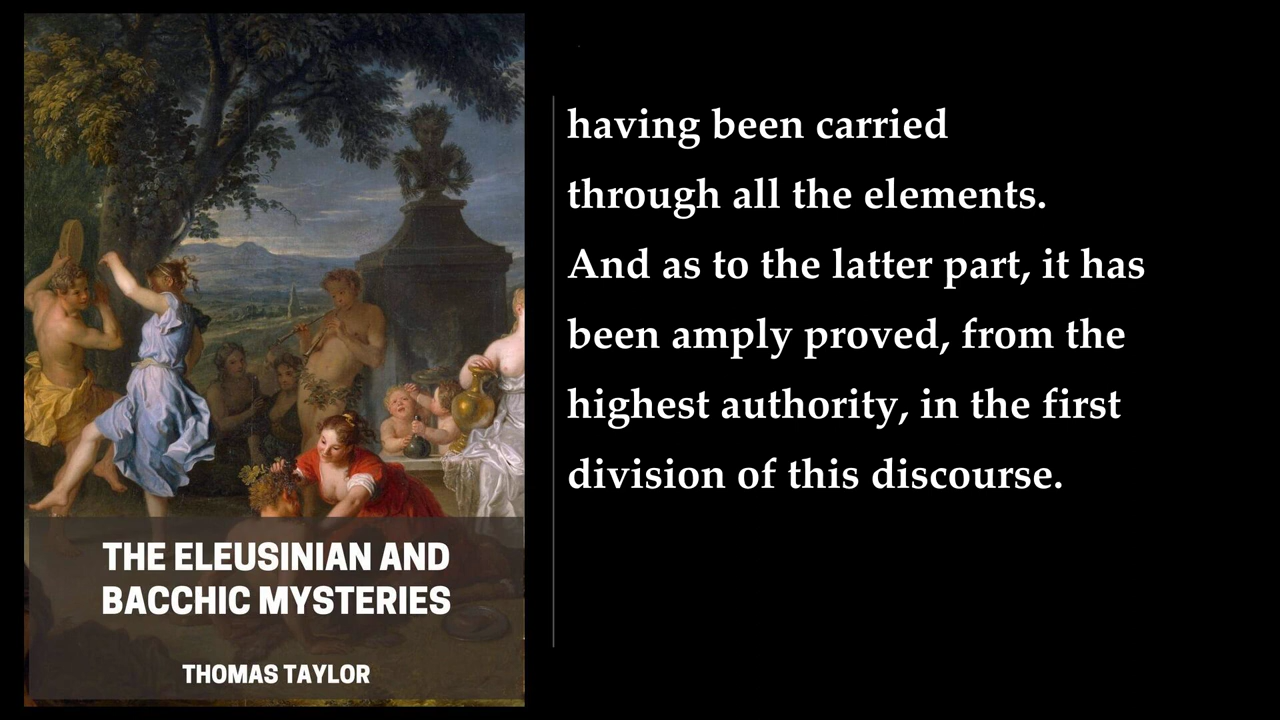 having been carried
through all the elements.
And as to the latter part, it has
been amply proved, from the
highest authority, in the first
division of this discourse.
THE ELEUSINIAN AND
BACCHIC MYSTERIES
THOMAS TAYLOR